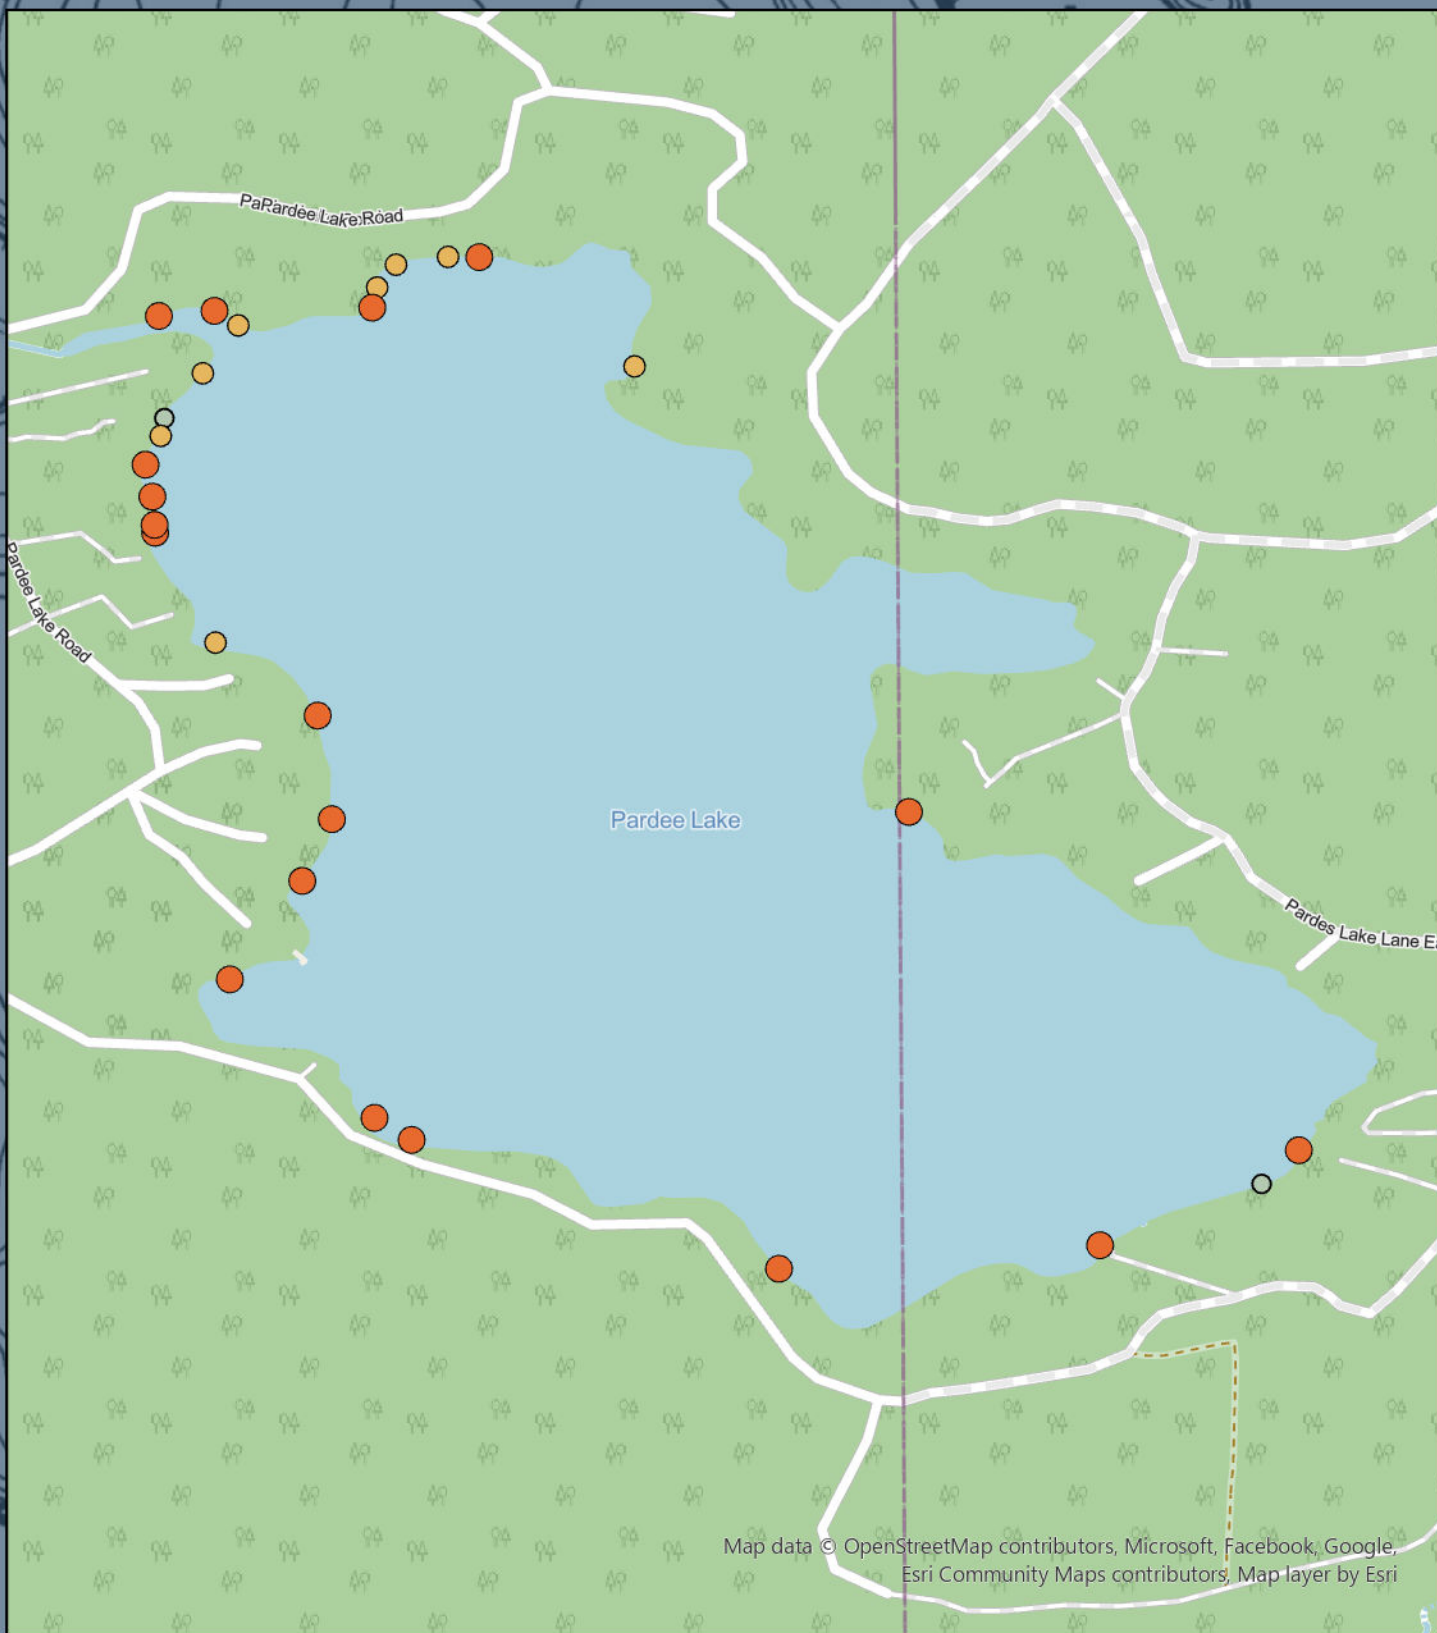 PaPardee Lake Road
Pardee Lake Road
Pardee Lake
Pardes Lake Lane Ea
Map data © OpenStreetMap contributors, Microsoft, Facebook, Google,
Esri Community Maps contributors, Map layer by Esri